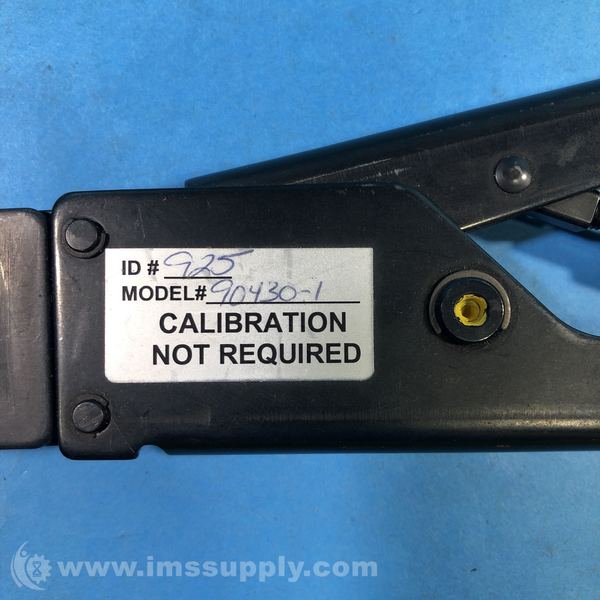 ID # 925
MODEL# 90430-1
CALIBRATION
NOT REQUIRED
www.imssupply.com